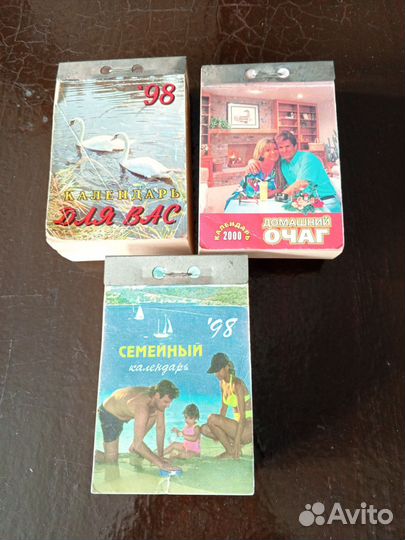 '98
КАЛЕНДАРЬ
ДЛЯ ВАС
КАЛЕНДАРЬ
2000
ДОМАШНИЙ
ОЧАГ
'98
СЕМЕЙНЫЙ
календарь
Avito